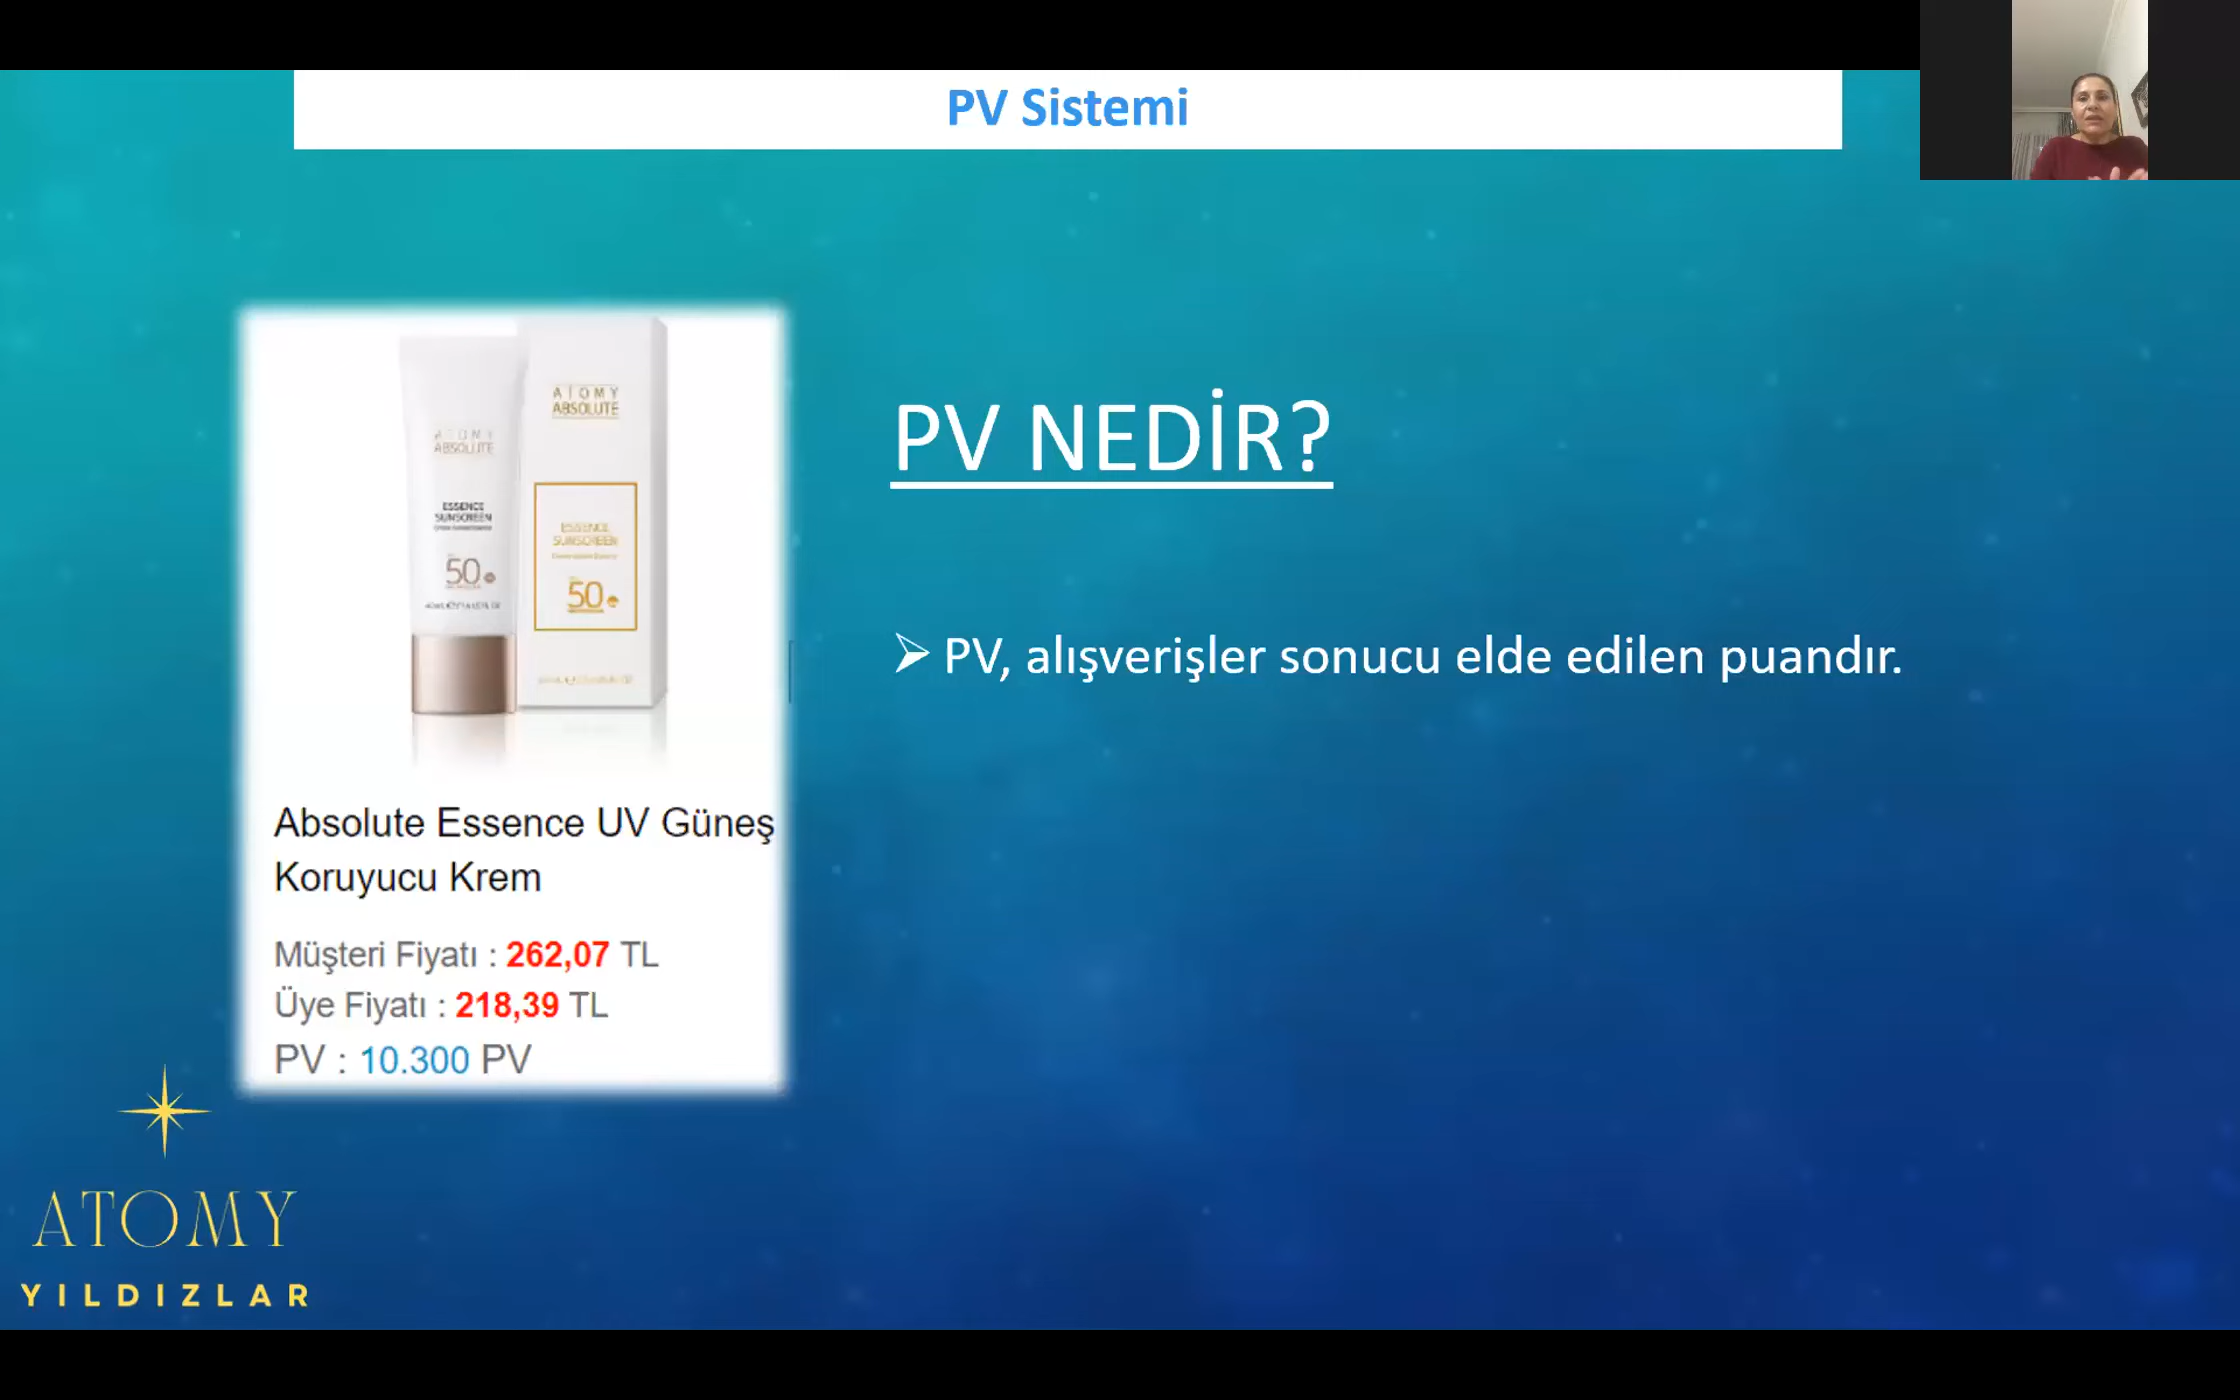 PV Sistemi
ATOMY
ABSOLUTE
ESSENCE
SUNSCREEN
50
ATOMY
ABSOLUTE
ESSENCE
SUNSCREEN
50
Absolute Essence UV Güneş
Koruyucu Krem
Müşteri Fiyatı : 262,07 TL
Üye Fiyatı : 218,39 TL
PV : 10.300 PV
PV NEDİR?
➢ PV, alışverişler sonucu elde edilen puandır.
ATOMY
YILDIZLAR